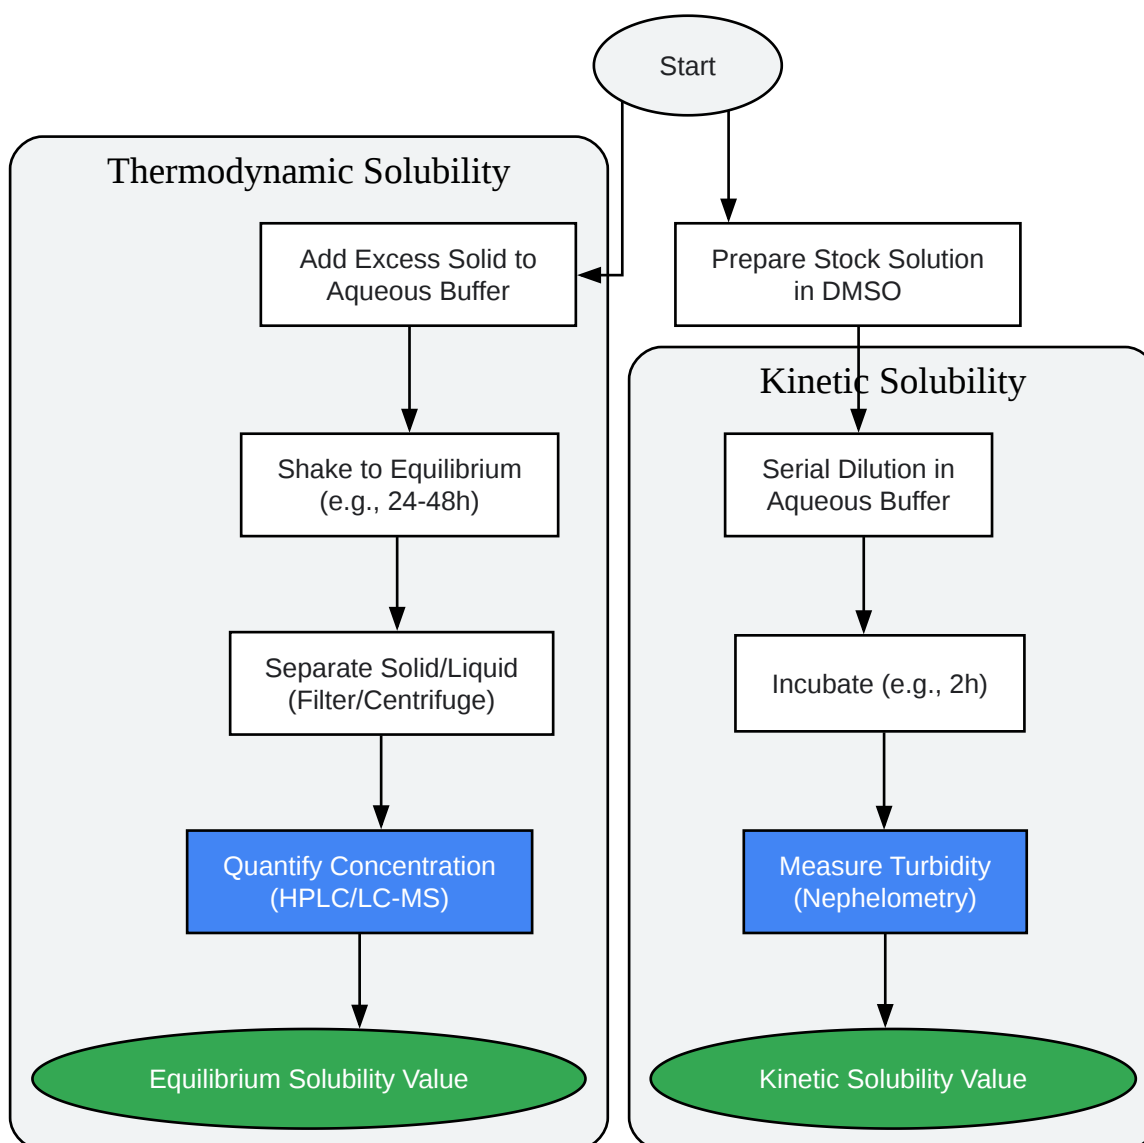 Start
Thermodynamic Solubility
Add Excess Solid to
Aqueous Buffer
Shake to Equilibrium
(e.g., 24-48h)
Separate Solid/Liquid
(Filter/Centrifuge)
Quantify Concentration
(HPLC/LC-MS)
Equilibrium Solubility Value
Prepare Stock Solution
in DMSO
Kinetic Solubility
Serial Dilution in
Aqueous Buffer
Incubate (e.g., 2h)
Measure Turbidity
(Nephelometry)
Kinetic Solubility Value